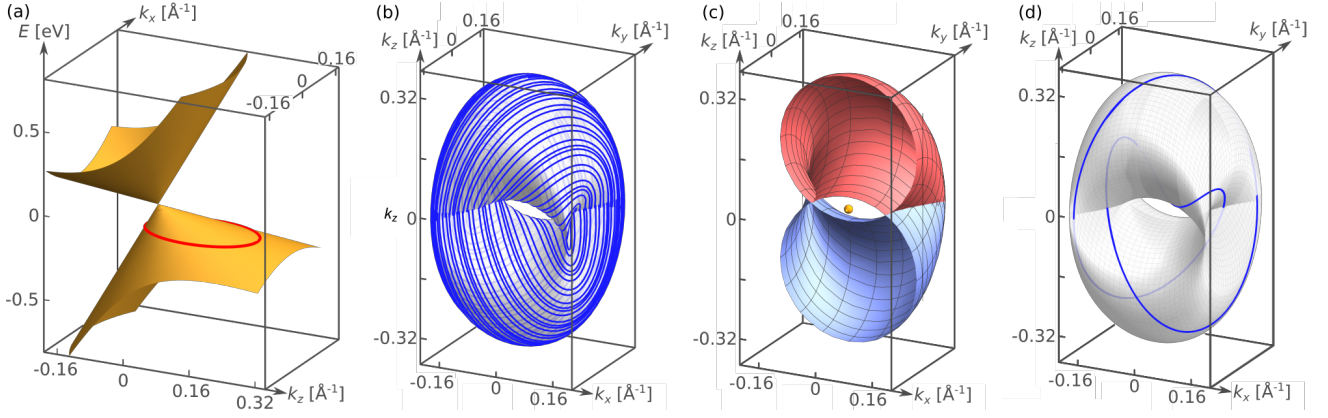 (a)
k_x [Å⁻¹]
E [eV]
0.16
0
-0.16
0.5
0
-0.5
-0.16
0
0.16
0.32
k_z [Å⁻¹]
(b)
0.16
0
k_z [Å⁻¹]
k_y [Å⁻¹]
0.32
k_z 0
-0.32
-0.16
0
0.16
k_x [Å⁻¹]
(c)
0.16
0
k_z [Å⁻¹]
k_y [Å⁻¹]
0.32
0
-0.32
-0.16
0
0.16
k_x [Å⁻¹]
(d)
0.16
0
k_z [Å⁻¹]
k_y [Å⁻¹]
0.32
0
-0.32
-0.16
0
0.16
k_x [Å⁻¹]